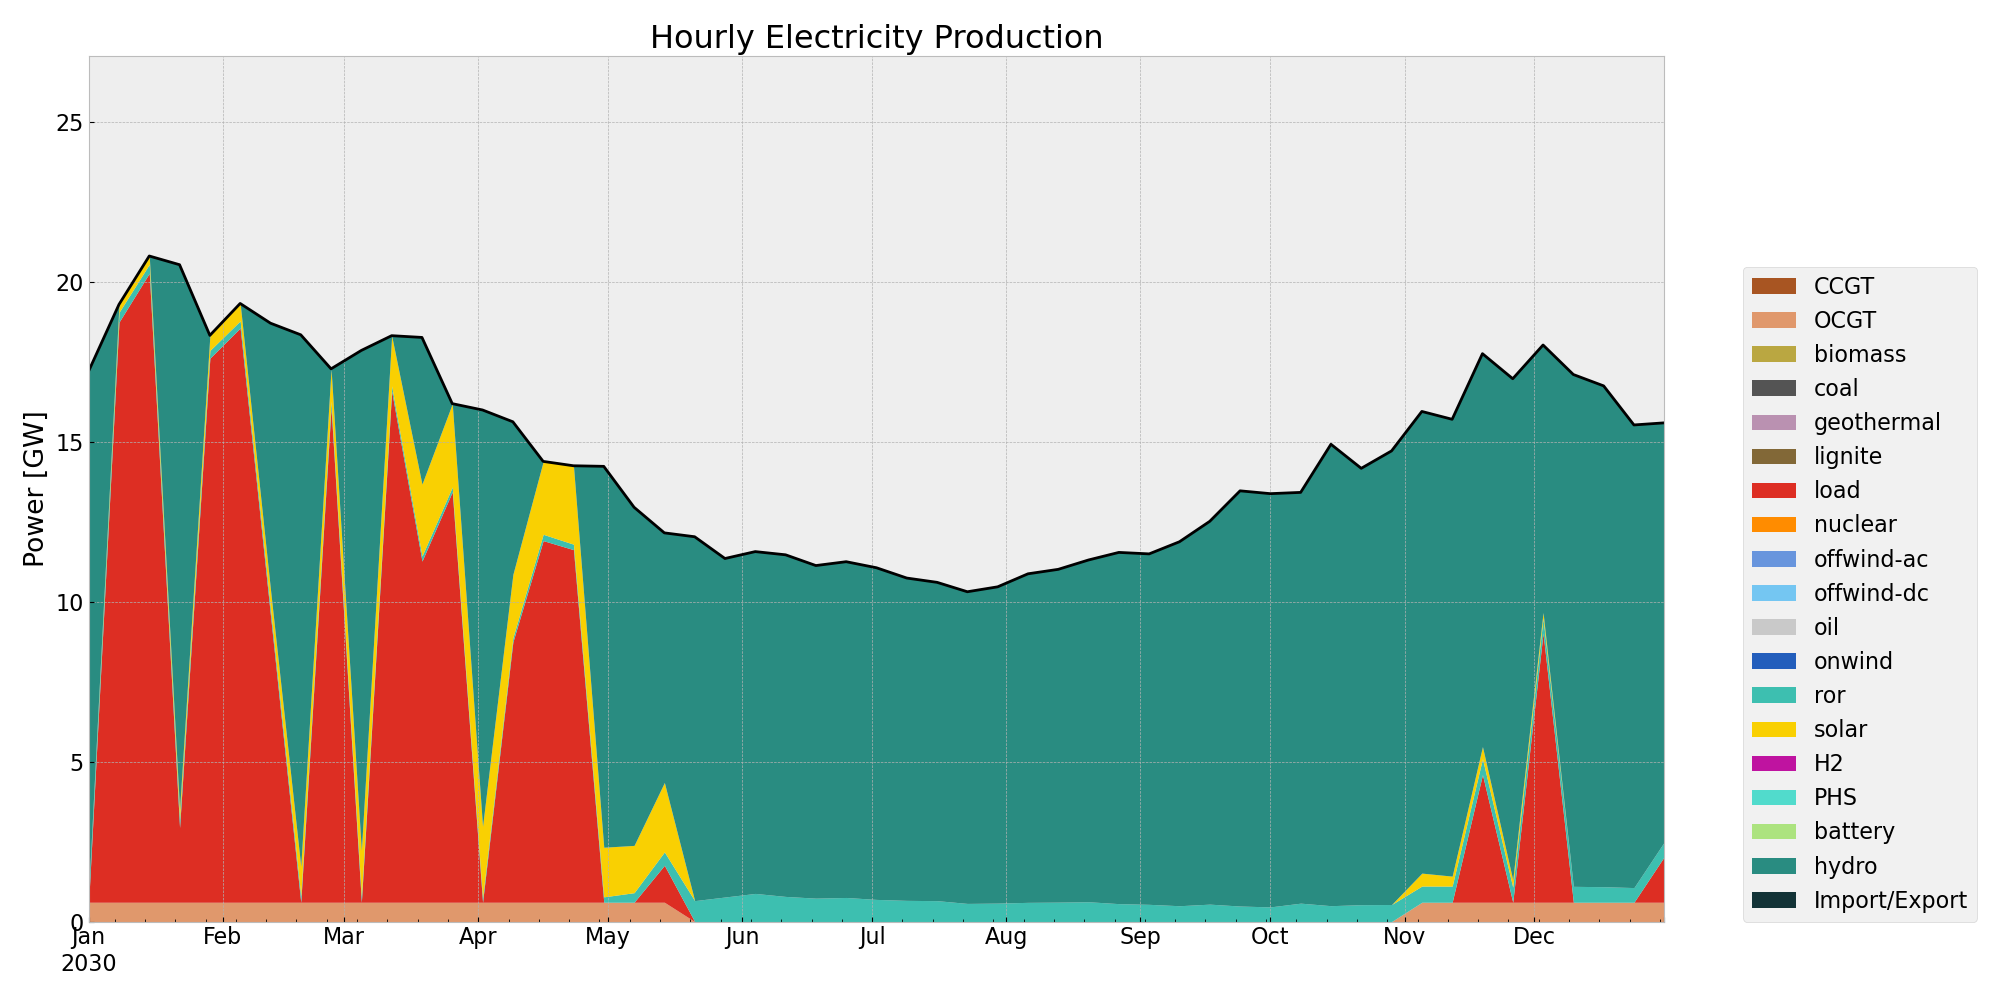 Hourly Electricity Production
Power [GW]
25
20
15
10
5
0
Jan Feb Mar Apr May Jun Jul Aug Sep Oct Nov Dec
2030
CCGT
OCGT
biomass
coal
geothermal
lignite
load
nuclear
offwind-ac
offwind-dc
oil
onwind
ror
solar
H2
PHS
battery
hydro
Import/Export